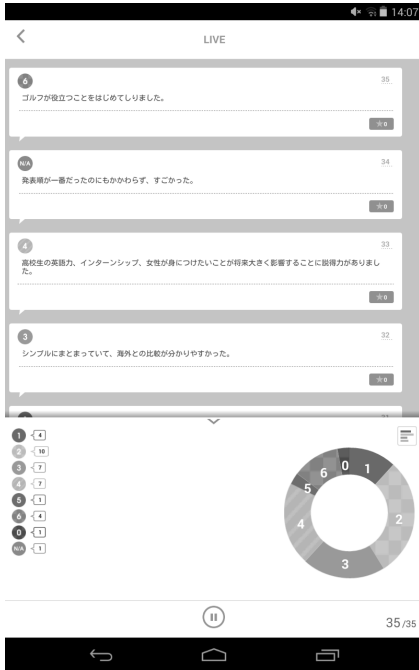 14:07
LIVE
6 35
ゴルフが役立つことをはじめてしりました。
★0
N/A 34
発表順が一番だったのにもかかわらず、すごかった。
★0
4 33
高校生の英語力、インターンシップ、女性が身につけたいことが将来大きく影響することに説得力がありまし
た。
★0
3 32
シンプルにまとまっていて、海外との比較が分かりやすかった。
★0
1 4
2 10
3 7
4 7
5 1
6 4
0 1
N/A 1
0 1
6
5
2
4
3
35/35